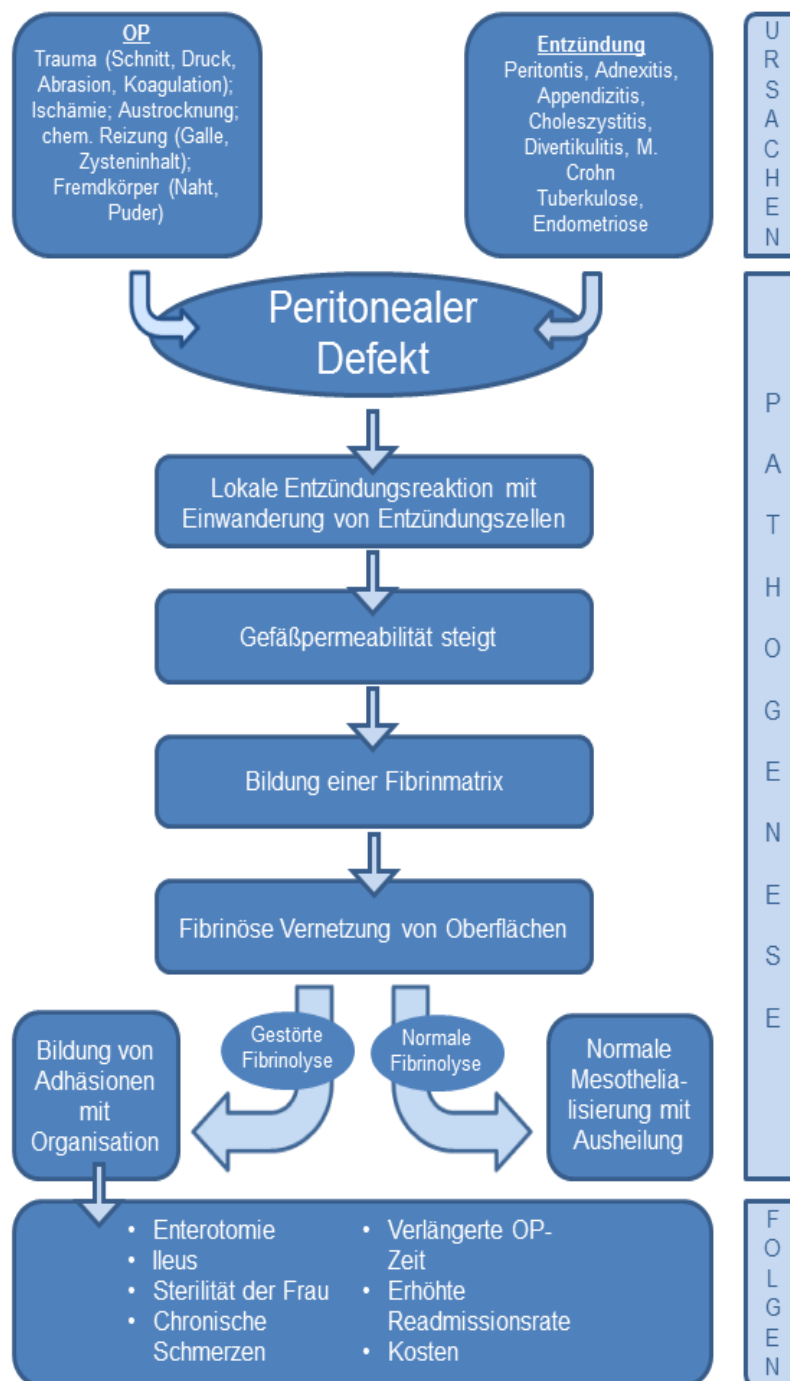 OP
Trauma (Schnitt, Druck,
Abrasion, Koagulation);
Ischämie; Austrocknung;
chem. Reizung (Galle,
Zysteninhalt);
Fremdkörper (Naht,
Puder)
Entzündung
Peritontis, Adnexitis,
Appendizitis,
Choleszystitis,
Divertikulitis, M.
Crohn
Tuberkulose,
Endometriose
URSACHEN
Peritonealer
Defekt
Lokale Entzündungsreaktion mit
Einwanderung von Entzündungszellen
Gefäßpermeabilität steigt
Bildung einer Fibrinmatrix
Fibrinöse Vernetzung von Oberflächen
Gestörte
Fibrinolyse
Normale
Fibrinolyse
Bildung von
Adhäsionen
mit
Organisation
Normale
Mesothelia-
lisierung mit
Ausheilung
PATHOGENESE
• Enterotomie
• Ileus
• Sterilität der Frau
• Chronische
Schmerzen
• Verlängerte OP-
Zeit
• Erhöhte
Readmissionsrate
• Kosten
FOLGEN